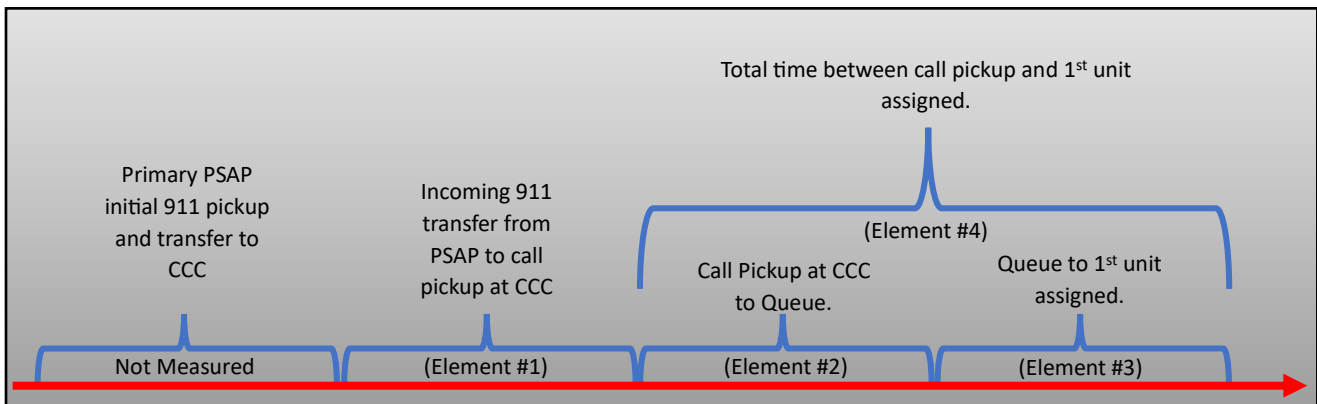 Total time between call pickup and 1st unit
assigned.
Primary PSAP
initial 911 pickup
and transfer to
CCC
Incoming 911
transfer from
PSAP to call
pickup at CCC
(Element #4)
Call Pickup at CCC
to Queue.
Queue to 1st unit
assigned.
Not Measured
(Element #1)
(Element #2)
(Element #3)